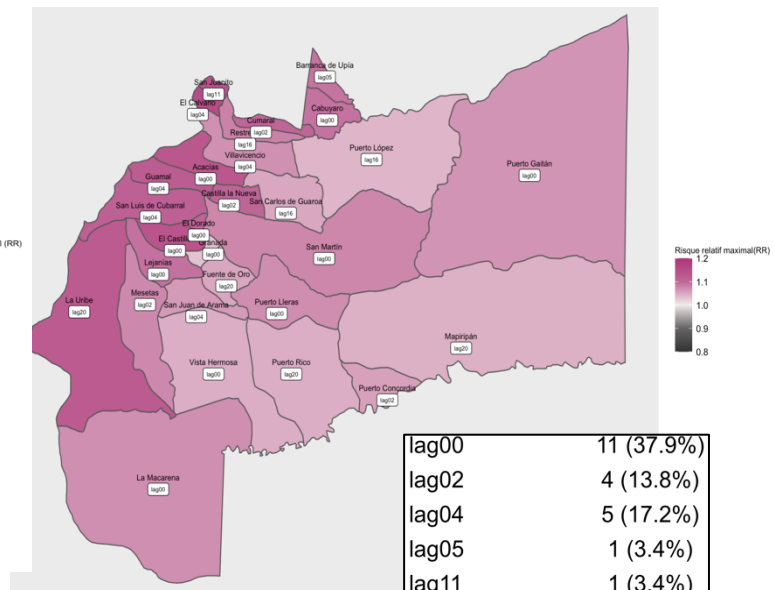 Barranca de Upía
lag05
San Juanito
lag11
El Calvario
lag04
Cabuyaro
lag00
Cumaral
lag02
lag16
Villavicencio
lag04
Puerto López
lag16
Puerto Gaitán
lag00
Acacías
lag00
Guamal
lag04
Castilla la Nueva
lag02
San Carlos de Guaroa
lag16
San Luis de Cubarral
lag04
El Dorado
lag00
El Castillo
lag00
Granada
lag00
San Martín
lag00
Lejanías
lag00
Fuente de Oro
lag20
La Uribe
lag20
Mesetas
lag02
San Juan de Arama
lag04
Puerto Lleras
lag00
Mapiripán
lag20
Vista Hermosa
lag00
Puerto Rico
lag20
Puerto Concordia
lag02
La Macarena
lag00
l (RR)
Risque relatif maximal(RR)
1.2
1.1
1.0
0.9
0.8
lag00 11 (37.9%)
lag02 4 (13.8%)
lag04 5 (17.2%)
lag05 1 (3.4%)
lag11 1 (3.4%)